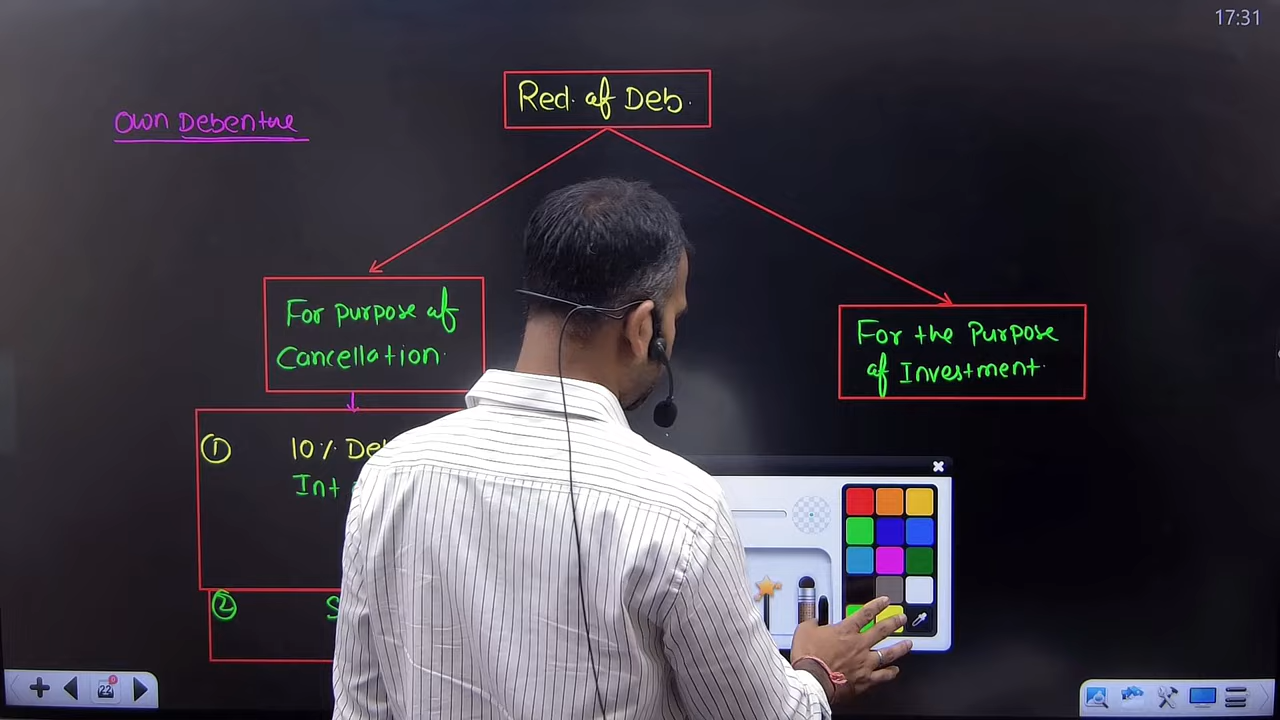 17:31
Red. of Deb.
Own Debenture
For purpose of
Cancellation.
For the Purpose
of Investment.
① 10%
Int
②
22